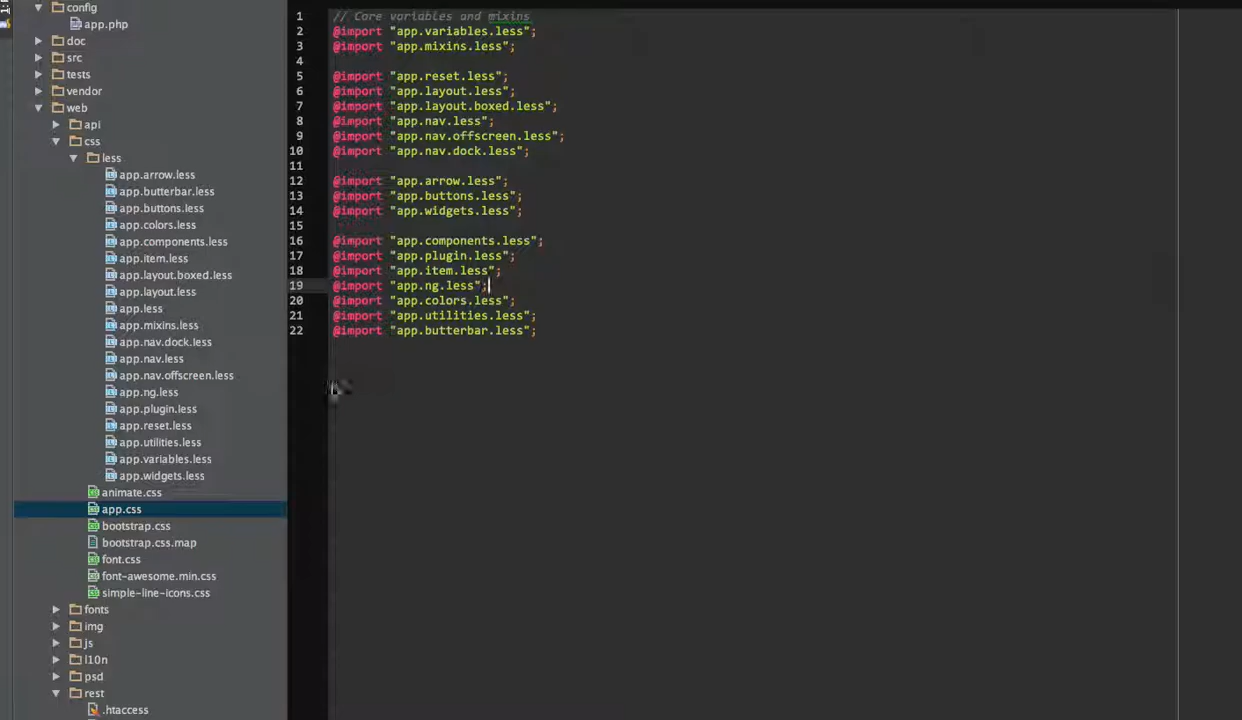 config
app.php
doc
src
tests
vendor
web
api
css
less
app.arrow.less
app.butterbar.less
app.buttons.less
app.colors.less
app.components.less
app.item.less
app.layout.boxed.less
app.layout.less
app.less
app.mixins.less
app.nav.dock.less
app.nav.less
app.nav.offscreen.less
app.ng.less
app.plugin.less
app.reset.less
app.utilities.less
app.variables.less
app.widgets.less
animate.css
app.css
bootstrap.css
bootstrap.css.map
font.css
font-awesome.min.css
simple-line-icons.css
fonts
img
js
l10n
psd
rest
.htaccess
1 // Core variables and mixins
2 @import "app.variables.less";
3 @import "app.mixins.less";
4
5 @import "app.reset.less";
6 @import "app.layout.less";
7 @import "app.layout.boxed.less";
8 @import "app.nav.less";
9 @import "app.nav.offscreen.less";
10 @import "app.nav.dock.less";
11
12 @import "app.arrow.less";
13 @import "app.buttons.less";
14 @import "app.widgets.less";
15
16 @import "app.components.less";
17 @import "app.plugin.less";
18 @import "app.item.less";
19 @import "app.ng.less";
20 @import "app.colors.less";
21 @import "app.utilities.less";
22 @import "app.butterbar.less";